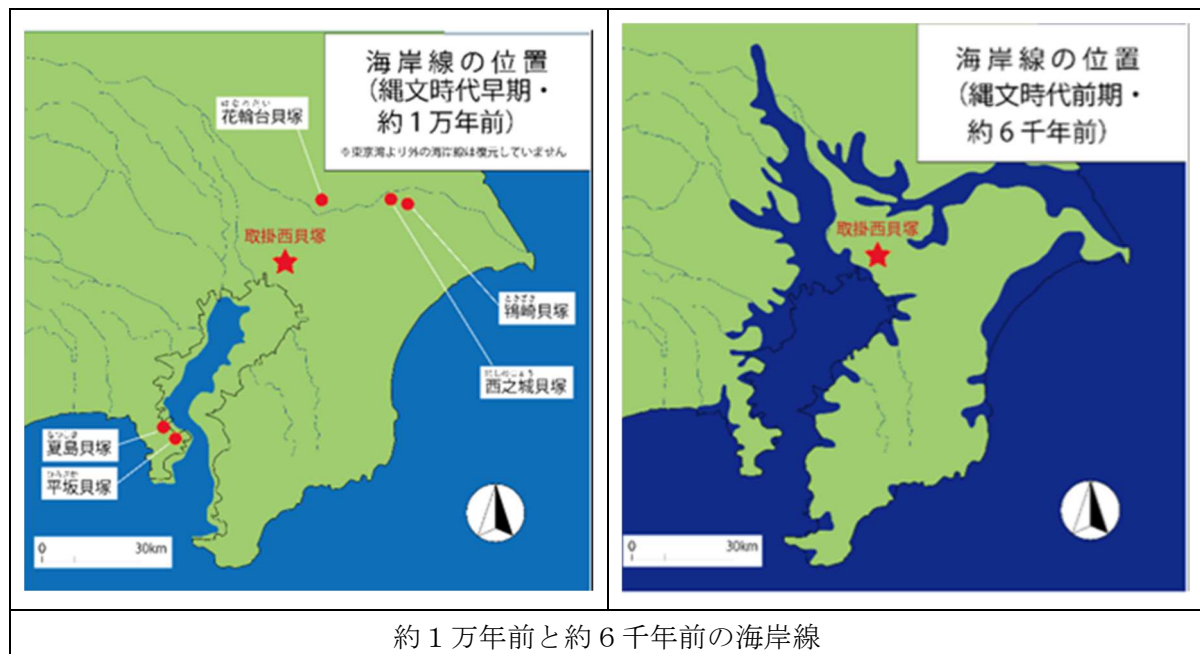 海岸線の位置
(縄文時代早期・
約1万年前)
※東京湾より外の海岸線は復元していません
はなわだい
花輪台貝塚
取掛西貝塚
ときざき
鴇崎貝塚
にしのじょう
西之城貝塚
なつしま
夏島貝塚
ひらさか
平坂貝塚
0 30km
海岸線の位置
(縄文時代前期・
約6千年前)
取掛西貝塚
0 30km
約1万年前と約6千年前の海岸線